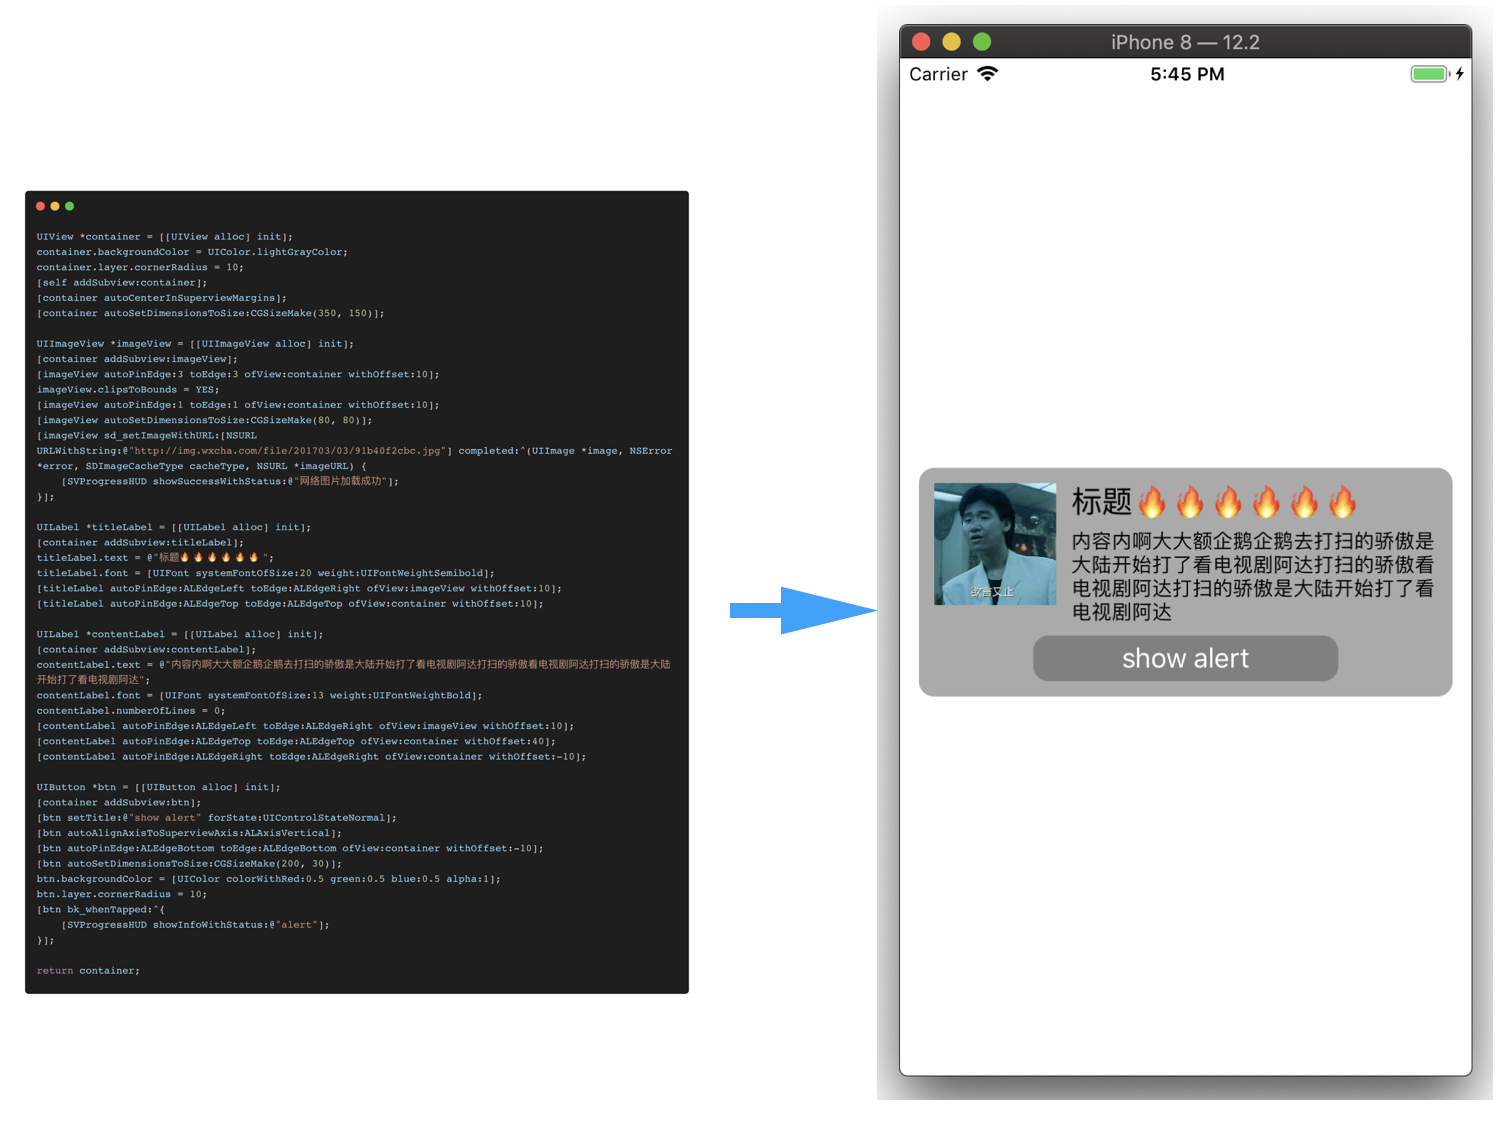 UIView *container = [[UIView alloc] init];
container.backgroundColor = UIColor.lightGrayColor;
container.layer.cornerRadius = 10;
[self addSubview:container];
[container autoCenterInSuperviewMargins];
[container autoSetDimensionsToSize:CGSizeMake(350, 150)];
UIImageView *imageView = [[UIImageView alloc] init];
[container addSubview:imageView];
[imageView autoPinEdge:3 toEdge:3 ofView:container withOffset:10];
imageView.clipsToBounds = YES;
[imageView autoPinEdge:1 toEdge:1 ofView:container withOffset:10];
[imageView autoSetDimensionsToSize:CGSizeMake(80, 80)];
[imageView sd_setImageWithURL:[NSURL
URLWithString:@"http://img.wxcha.com/file/201703/03/91b40f2cbc.jpg"] completed:^(UIImage *image, NSError
*error, SDImageCacheType cacheType, NSURL *imageURL) {
    [SVProgressHUD showSuccessWithStatus:@"网络图片加载成功"];
}];
UILabel *titleLabel = [[UILabel alloc] init];
[container addSubview:titleLabel];
titleLabel.text = @"标题🔥🔥🔥🔥🔥🔥";
titleLabel.font = [UIFont systemFontOfSize:20 weight:UIFontWeightSemibold];
[titleLabel autoPinEdge:ALEdgeLeft toEdge:ALEdgeRight ofView:imageView withOffset:10];
[titleLabel autoPinEdge:ALEdgeTop toEdge:ALEdgeTop ofView:container withOffset:10];
UILabel *contentLabel = [[UILabel alloc] init];
[container addSubview:contentLabel];
contentLabel.text = @"内容内啊大大额企鹅企鹅去打扫的骄傲是大陆开始打了看电视剧阿达打扫的骄傲看电视剧阿达打扫的骄傲是大陆
开始打了看电视剧阿达";
contentLabel.font = [UIFont systemFontOfSize:13 weight:UIFontWeightBold];
contentLabel.numberOfLines = 0;
[contentLabel autoPinEdge:ALEdgeLeft toEdge:ALEdgeRight ofView:imageView withOffset:10];
[contentLabel autoPinEdge:ALEdgeTop toEdge:ALEdgeTop ofView:container withOffset:40];
[contentLabel autoPinEdge:ALEdgeRight toEdge:ALEdgeRight ofView:container withOffset:-10];
UIButton *btn = [[UIButton alloc] init];
[container addSubview:btn];
[btn setTitle:@"show alert" forState:UIControlStateNormal];
[btn autoAlignAxisToSuperviewAxis:ALAxisVertical];
[btn autoPinEdge:ALEdgeBottom toEdge:ALEdgeBottom ofView:container withOffset:-10];
[btn autoSetDimensionsToSize:CGSizeMake(200, 30)];
btn.backgroundColor = [UIColor colorWithRed:0.5 green:0.5 blue:0.5 alpha:1];
btn.layer.cornerRadius = 10;
[btn bk_whenTapped:^{
    [SVProgressHUD showInfoWithStatus:@"alert"];
}];
return container;
iPhone 8 — 12.2
Carrier 5:45 PM
标题🔥🔥🔥🔥🔥🔥
内容内啊大大额企鹅企鹅去打扫的骄傲是
大陆开始打了看电视剧阿达打扫的骄傲看
电视剧阿达打扫的骄傲是大陆开始打了看
电视剧阿达
欲言又止
show alert